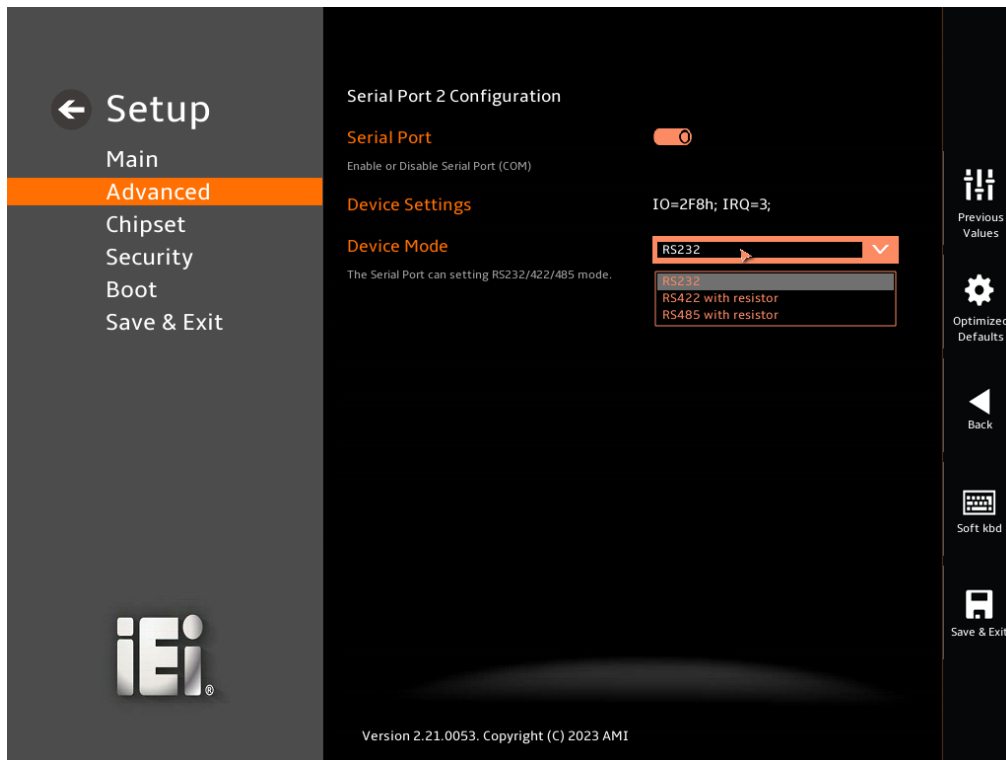 Setup
Main
Advanced
Chipset
Security
Boot
Save & Exit
iEi®
Serial Port 2 Configuration
Serial Port
Enable or Disable Serial Port (COM)
Device Settings IO=2F8h; IRQ=3;
Device Mode RS232
The Serial Port can setting RS232/422/485 mode.
RS232
RS422 with resistor
RS485 with resistor
Version 2.21.0053. Copyright (C) 2023 AMI
Previous
Values
Optimized
Defaults
Back
Soft kbd
Save & Exit